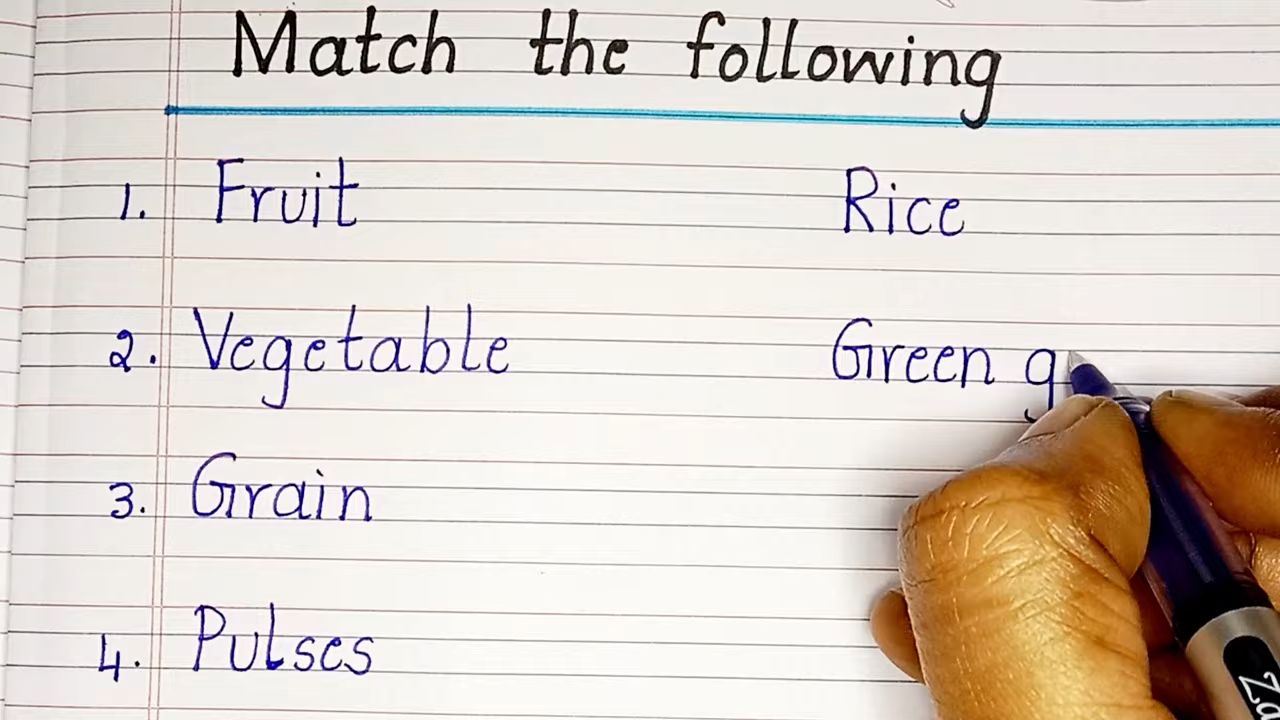 Match the following
1. Fruit Rice
2. Vegetable Green g
3. Grain
4. Pulses